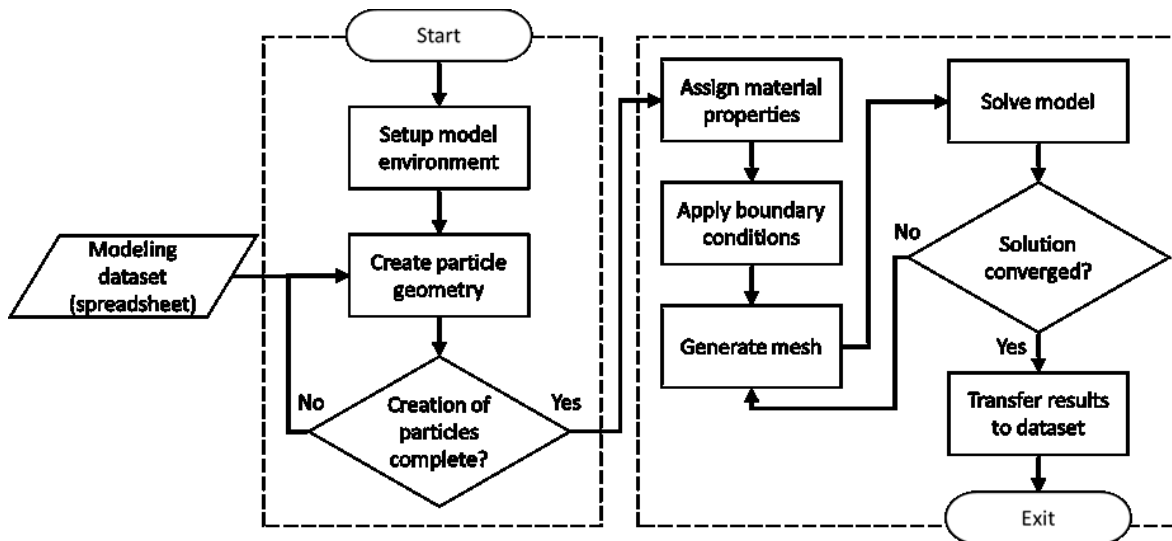 Start
Setup model
environment
Modeling
dataset
(spreadsheet)
Create particle
geometry
No
Creation of
particles
complete?
Yes
Assign material
properties
Apply boundary
conditions
Generate mesh
Solve model
No
Solution
converged?
Yes
Transfer results
to dataset
Exit